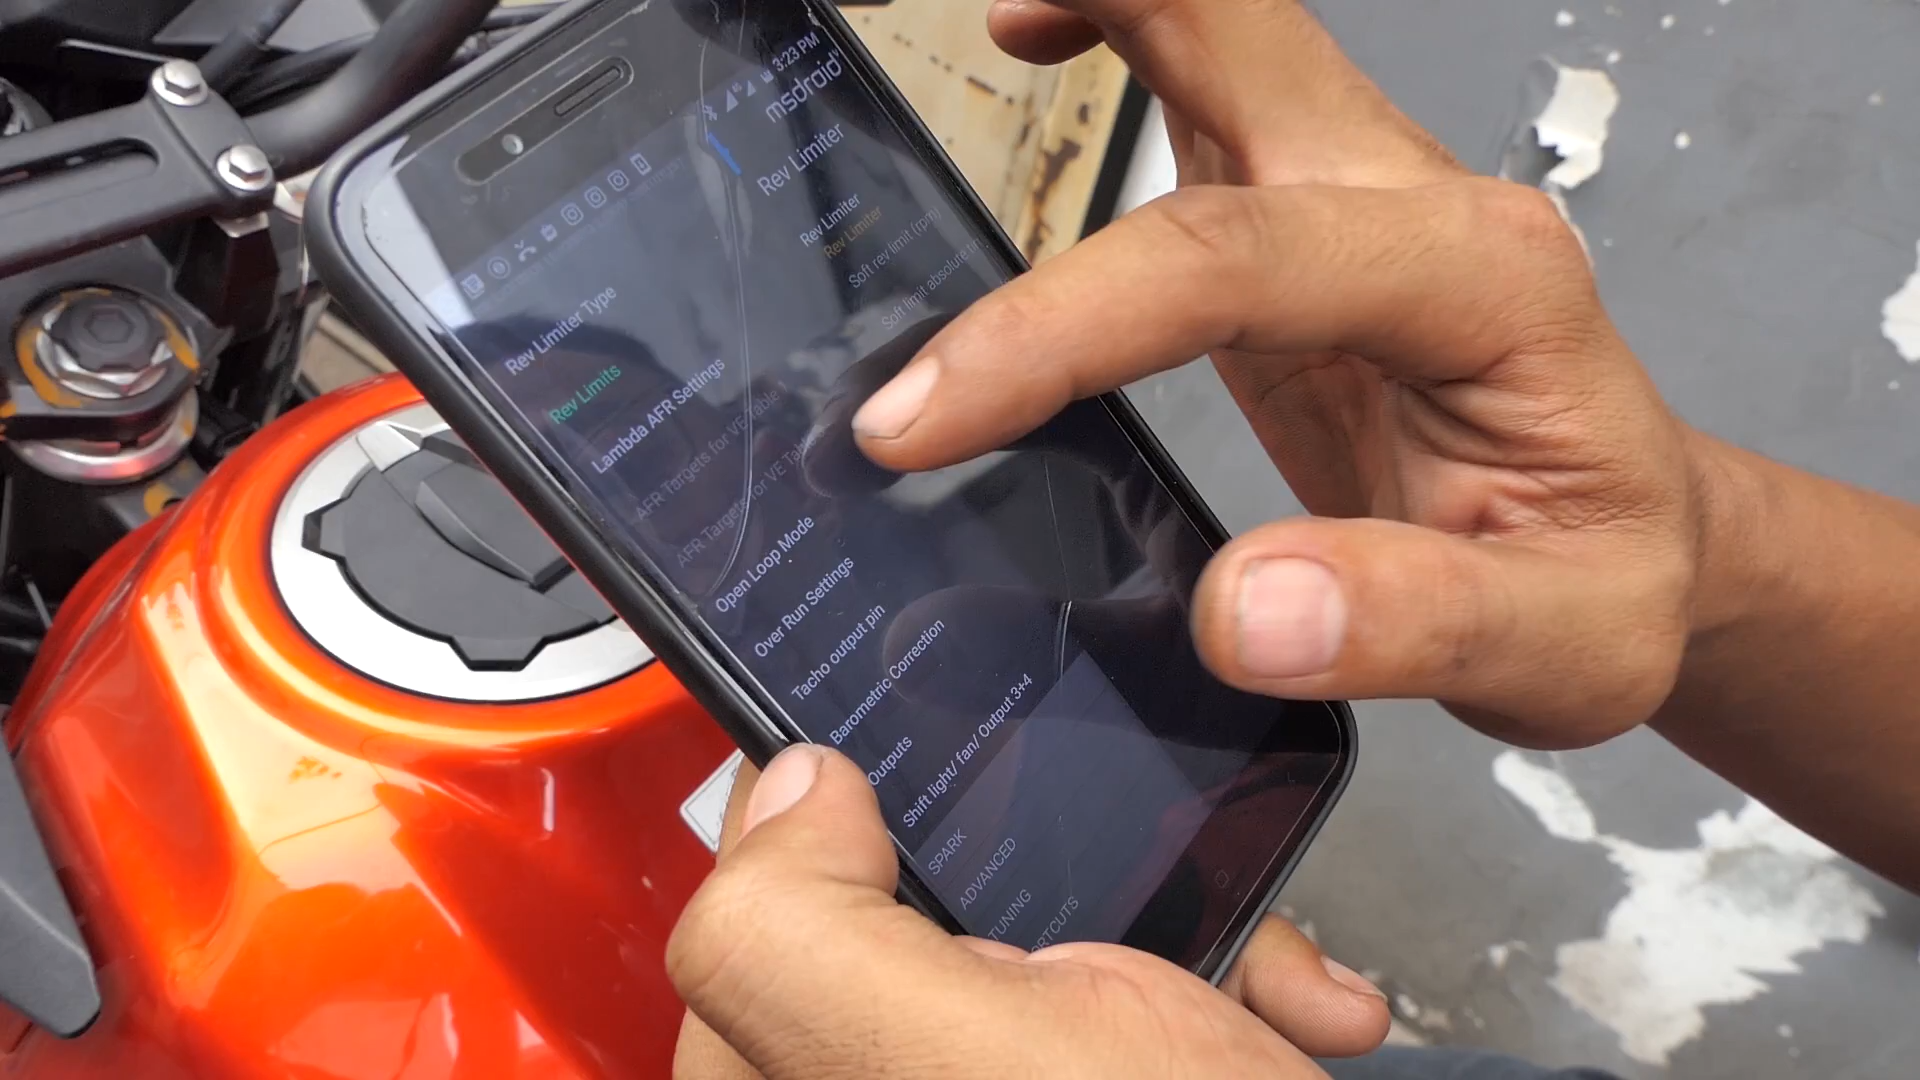 3:23 PM
msdroid
Rev Limiter
Rev Limiter
Rev Limiter
Soft rev limit (rpm)
Soft limit absolute
Rev Limiter Type
Rev Limits
Lambda AFR Settings
AFR Targets for VE Table
AFR Targets for VE Table
Open Loop Mode
Over Run Settings
Tacho output pin
Barometric Correction
Outputs
Shift light/ fan/ Output 3+4
SPARK
ADVANCED
TUNING
ORTCUTS